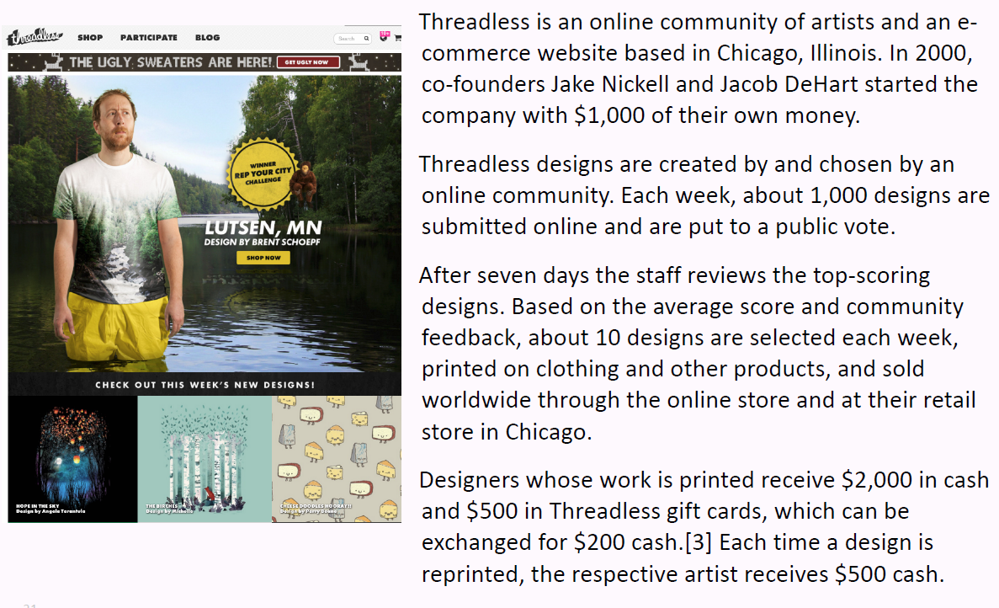 threadless
SHOP PARTICIPATE BLOG
Search
THE UGLY SWEATERS ARE HERE! GET UGLY NOW
WINNER
REP YOUR CITY
CHALLENGE
LUTSEN, MN
DESIGN BY BRENT SCHOEPF
SHOP NOW
CHECK OUT THIS WEEK'S NEW DESIGNS!
HOPE IN THE SKY
Design by Angela Tarantula
THE BIRCHES
Design by Michelle
CHEESE DOODLES HOORAY!!
Threadless is an online community of artists and an e-
commerce website based in Chicago, Illinois. In 2000,
co-founders Jake Nickell and Jacob DeHart started the
company with $1,000 of their own money.
Threadless designs are created by and chosen by an
online community. Each week, about 1,000 designs are
submitted online and are put to a public vote.
After seven days the staff reviews the top-scoring
designs. Based on the average score and community
feedback, about 10 designs are selected each week,
printed on clothing and other products, and sold
worldwide through the online store and at their retail
store in Chicago.
Designers whose work is printed receive $2,000 in cash
and $500 in Threadless gift cards, which can be
exchanged for $200 cash.[3] Each time a design is
reprinted, the respective artist receives $500 cash.